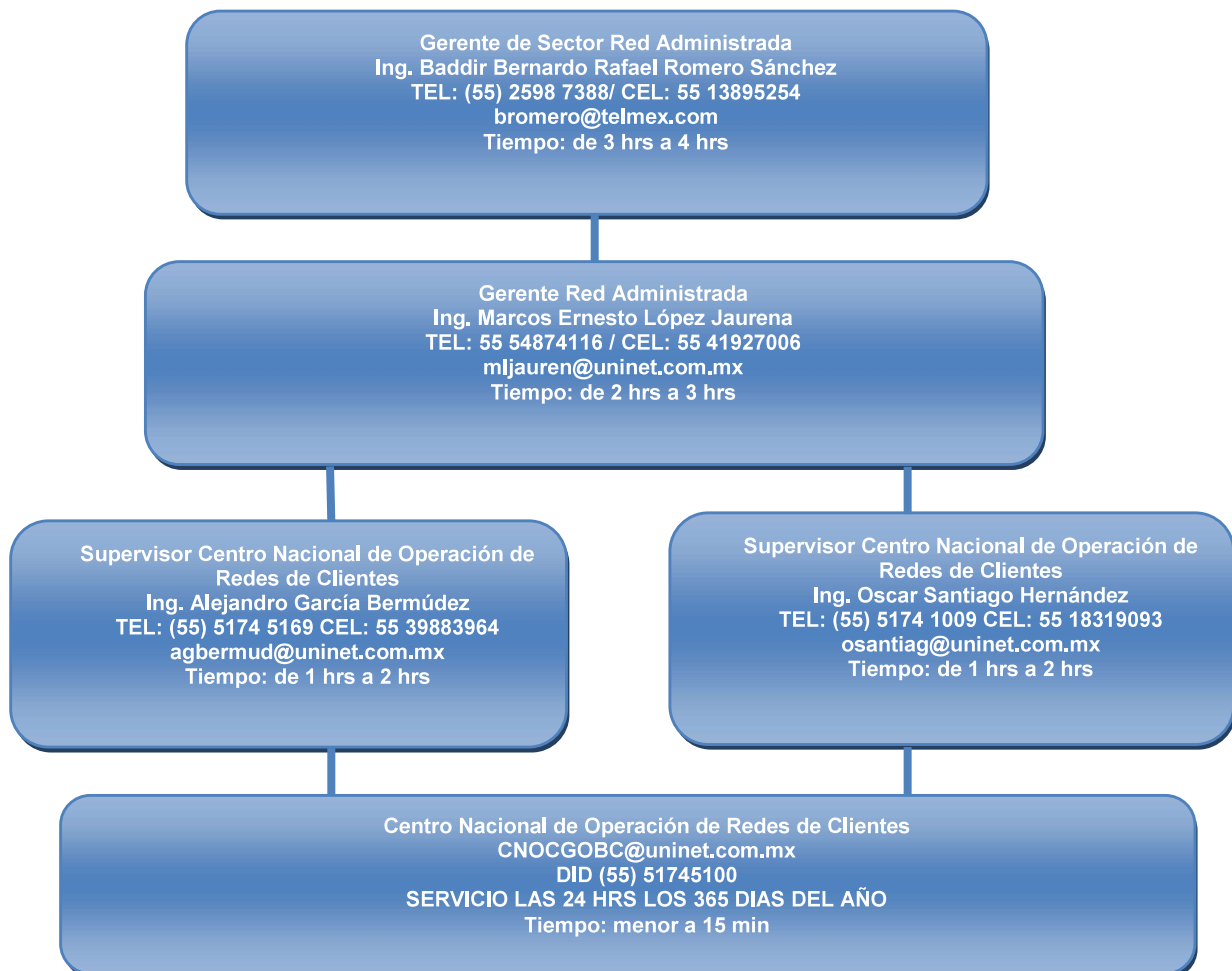 Gerente de Sector Red Administrada
Ing. Baddir Bernardo Rafael Romero Sánchez
TEL: (55) 2598 7388/ CEL: 55 13895254
bromero@telmex.com
Tiempo: de 3 hrs a 4 hrs
Gerente Red Administrada
Ing. Marcos Ernesto López Jaurena
TEL: 55 54874116 / CEL: 55 41927006
mljauren@uninet.com.mx
Tiempo: de 2 hrs a 3 hrs
Supervisor Centro Nacional de Operación de
Redes de Clientes
Ing. Alejandro García Bermúdez
TEL: (55) 5174 5169 CEL: 55 39883964
agbermud@uninet.com.mx
Tiempo: de 1 hrs a 2 hrs
Supervisor Centro Nacional de Operación de
Redes de Clientes
Ing. Oscar Santiago Hernández
TEL: (55) 5174 1009 CEL: 55 18319093
osantiag@uninet.com.mx
Tiempo: de 1 hrs a 2 hrs
Centro Nacional de Operación de Redes de Clientes
CNOCGOBC@uninet.com.mx
DID (55) 51745100
SERVICIO LAS 24 HRS LOS 365 DIAS DEL AÑO
Tiempo: menor a 15 min